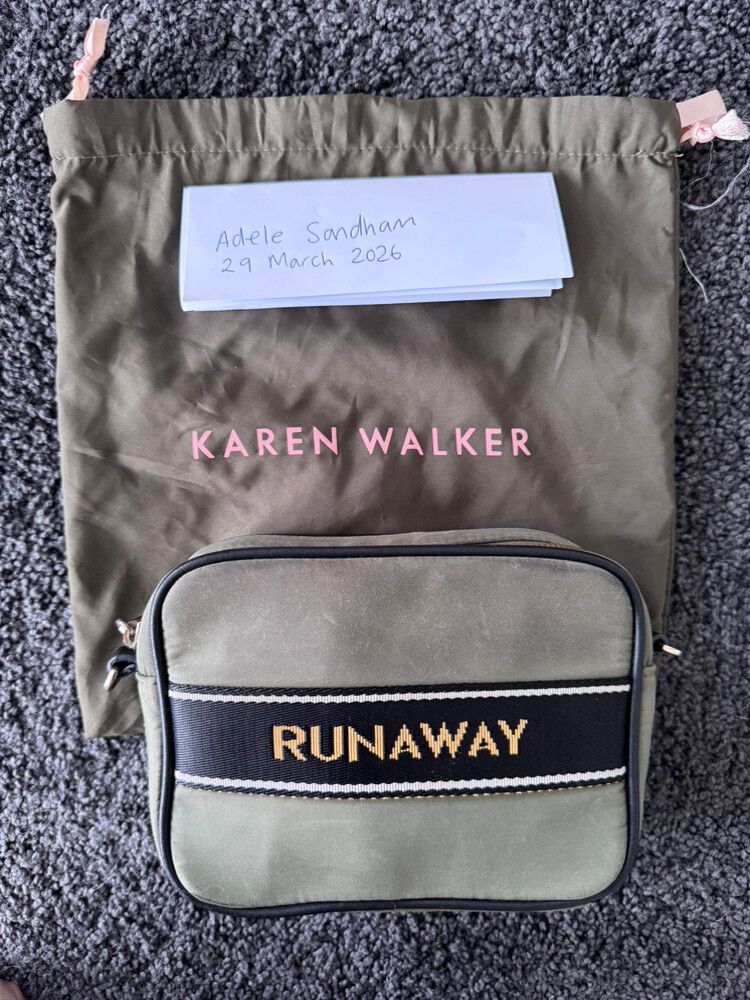 Adele Sandham
29 March 2026
KAREN WALKER
RUNAWAY